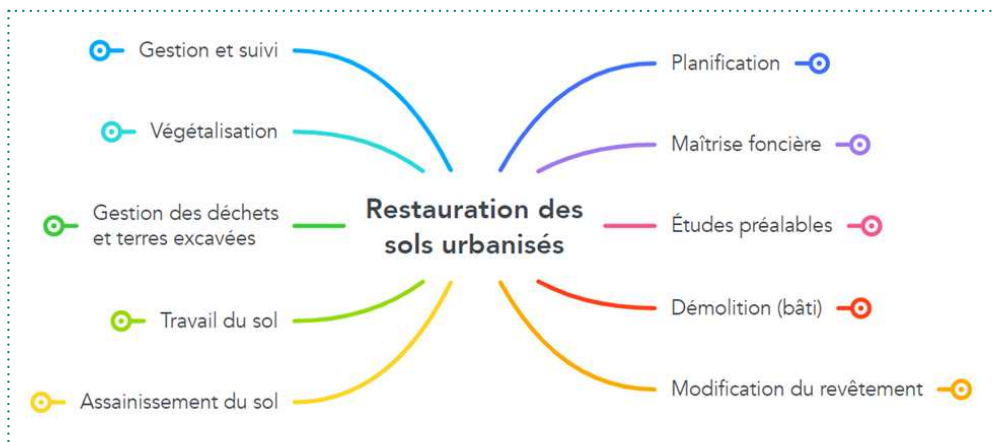 Gestion et suivi
Végétalisation
Gestion des déchets
et terres excavées
Travail du sol
Assainissement du sol
Restauration des
sols urbanisés
Planification
Maîtrise foncière
Études préalables
Démolition (bâti)
Modification du revêtement